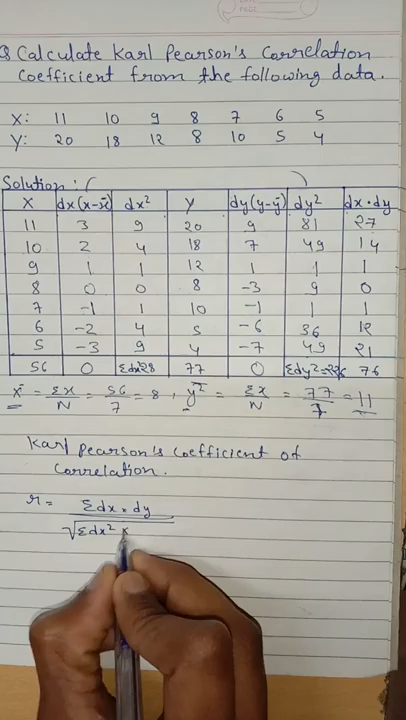 Q Calculate Karl Pearson's Correlation
Coefficient from the following data.
X: 11 10 9 8 7 6 5
Y: 20 18 12 8 10 5 4
Solution : ( )
X dx(x-x̄) dx² Y dy(y-ȳ) dy² dx·dy
11 3 9 20 9 81 27
10 2 4 18 7 49 14
9 1 1 12 1 1 1
8 0 0 8 -3 9 0
7 -1 1 10 -1 1 1
6 -2 4 5 -6 36 12
5 -3 9 4 -7 49 21
56 0 Σdx²28 77 0 Σdy²=226 76
x̄ = Σx/N = 56/7 = 8 , ȳ = Σx/N = 77/7 = 11
Karl Pearson's coefficient of
Correlation.
r = Σdx × dy
√Σdx² ×